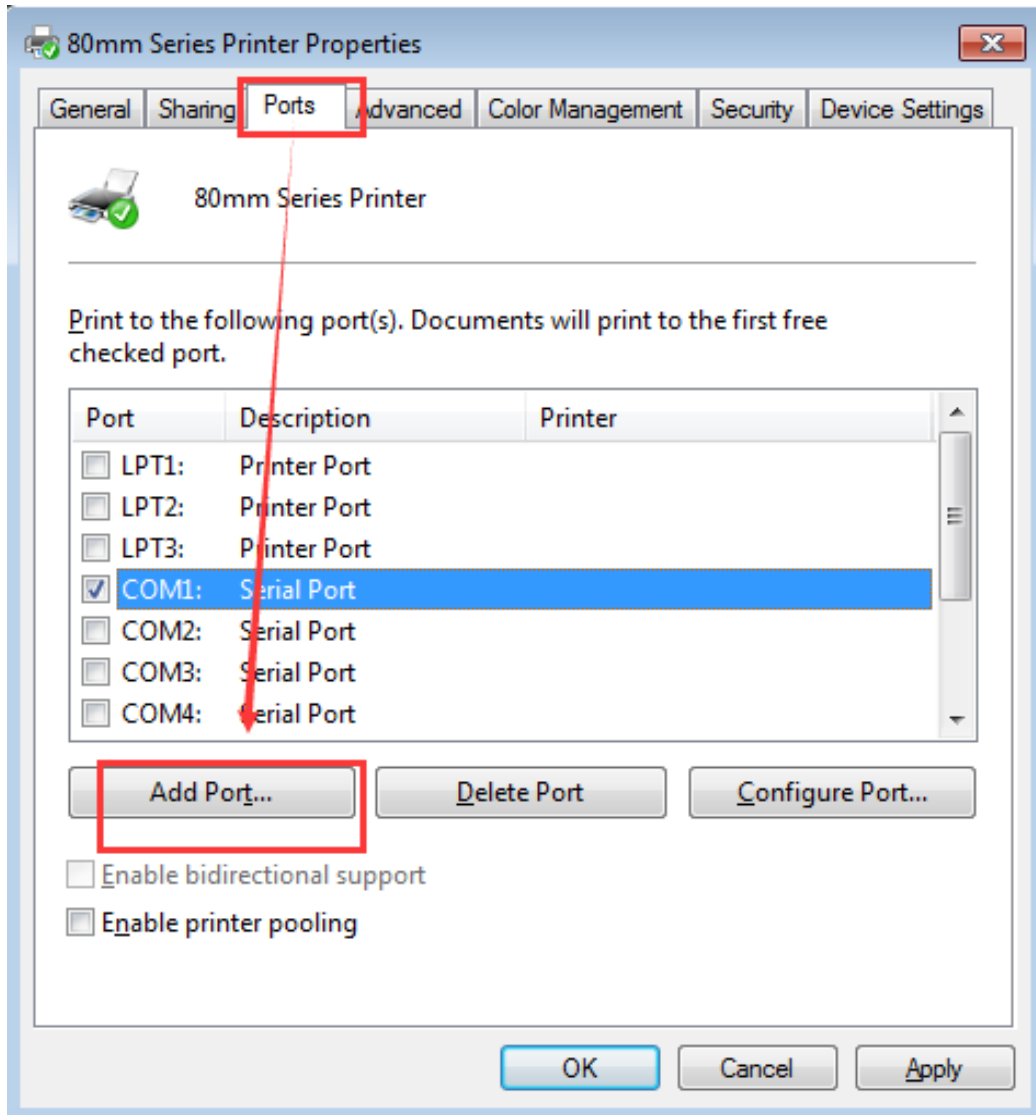 80mm Series Printer Properties
General Sharing Ports Advanced Color Management Security Device Settings
80mm Series Printer
Print to the following port(s). Documents will print to the first free
checked port.
Port Description Printer
LPT1: Printer Port
LPT2: Printer Port
LPT3: Printer Port
COM1: Serial Port
COM2: Serial Port
COM3: Serial Port
COM4: Serial Port
Add Port... Delete Port Configure Port...
Enable bidirectional support
Enable printer pooling
OK Cancel Apply